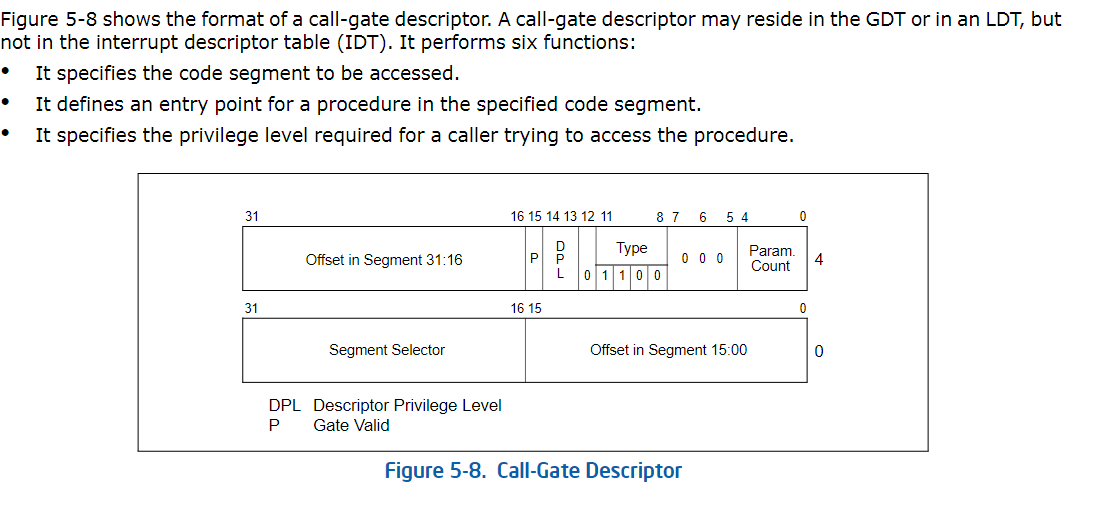 Figure 5-8 shows the format of a call-gate descriptor. A call-gate descriptor may reside in the GDT or in an LDT, but
not in the interrupt descriptor table (IDT). It performs six functions:
• It specifies the code segment to be accessed.
• It defines an entry point for a procedure in the specified code segment.
• It specifies the privilege level required for a caller trying to access the procedure.
31 16 15 14 13 12 11 8 7 6 5 4 0
Offset in Segment 31:16 P DPL Type 0 0 0 Param. Count 4
0 1 1 0 0
31 16 15 0
Segment Selector Offset in Segment 15:00 0
DPL Descriptor Privilege Level
P Gate Valid
Figure 5-8. Call-Gate Descriptor